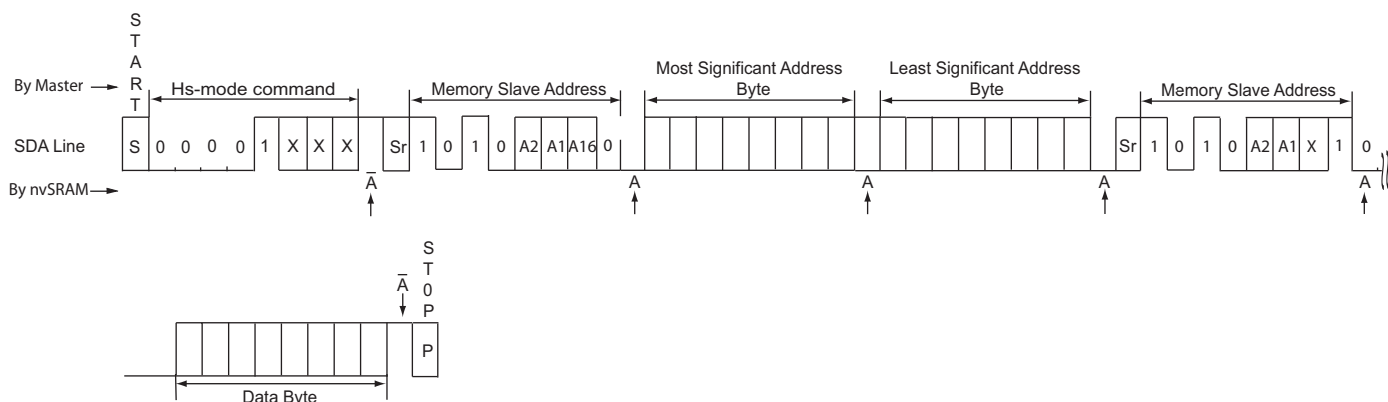 START
By Master
Hs-mode command
Memory Slave Address
Most Significant Address
Byte
Least Significant Address
Byte
Memory Slave Address
SDA Line
S 0 0 0 0 1 X X X Sr 1 0 1 0 A2 A1 A16 0 Sr 1 0 1 0 A2 A1 X 1 0
By nvSRAM
A̅ A A A A
A̅
ST0P
P
Data Byte